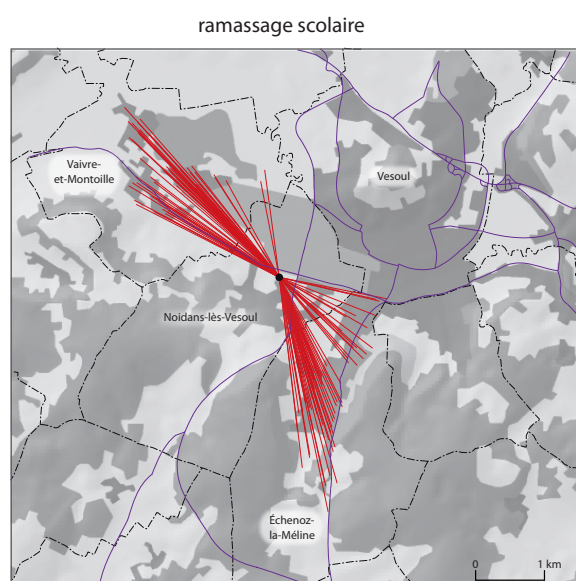 ramassage scolaire
Vaivre-
et-Montoille
Vesoul
Noidans-lès-Vesoul
Échenoz-
la-Méline
0 1 km